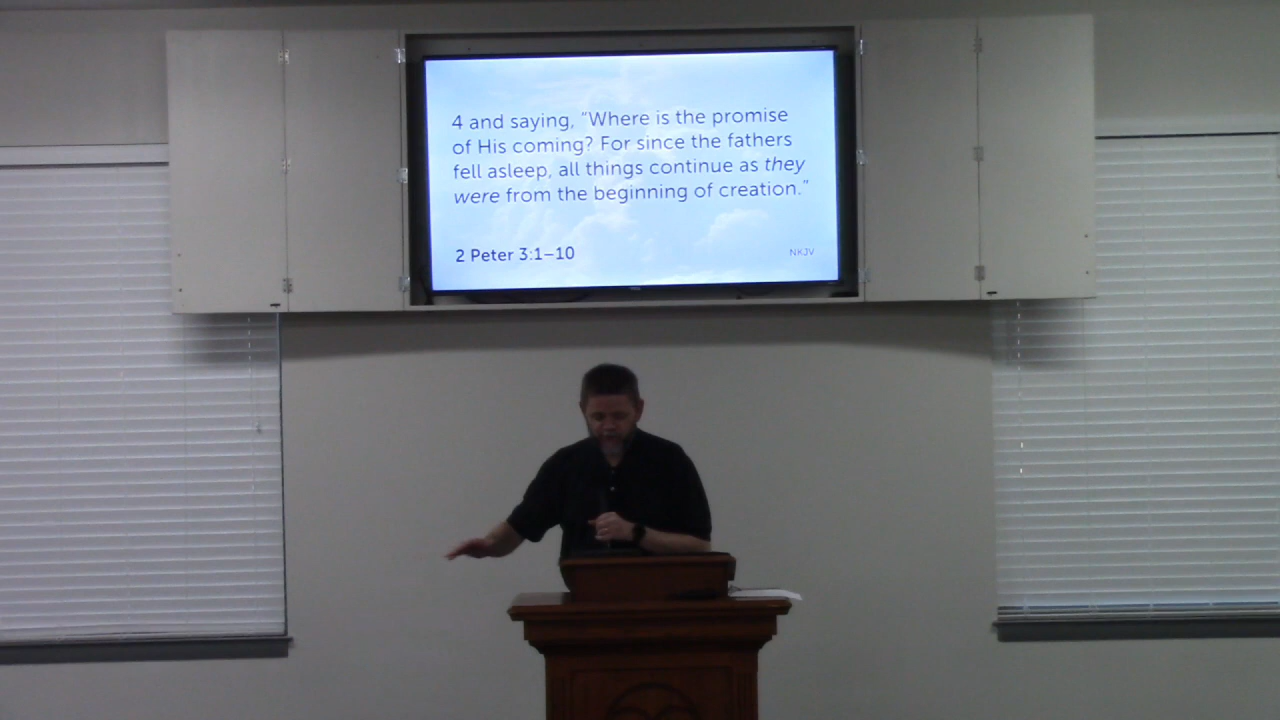 4 and saying, “Where is the promise
of His coming? For since the fathers
fell asleep, all things continue as they
were from the beginning of creation.”
2 Peter 3:1–10
NKJV